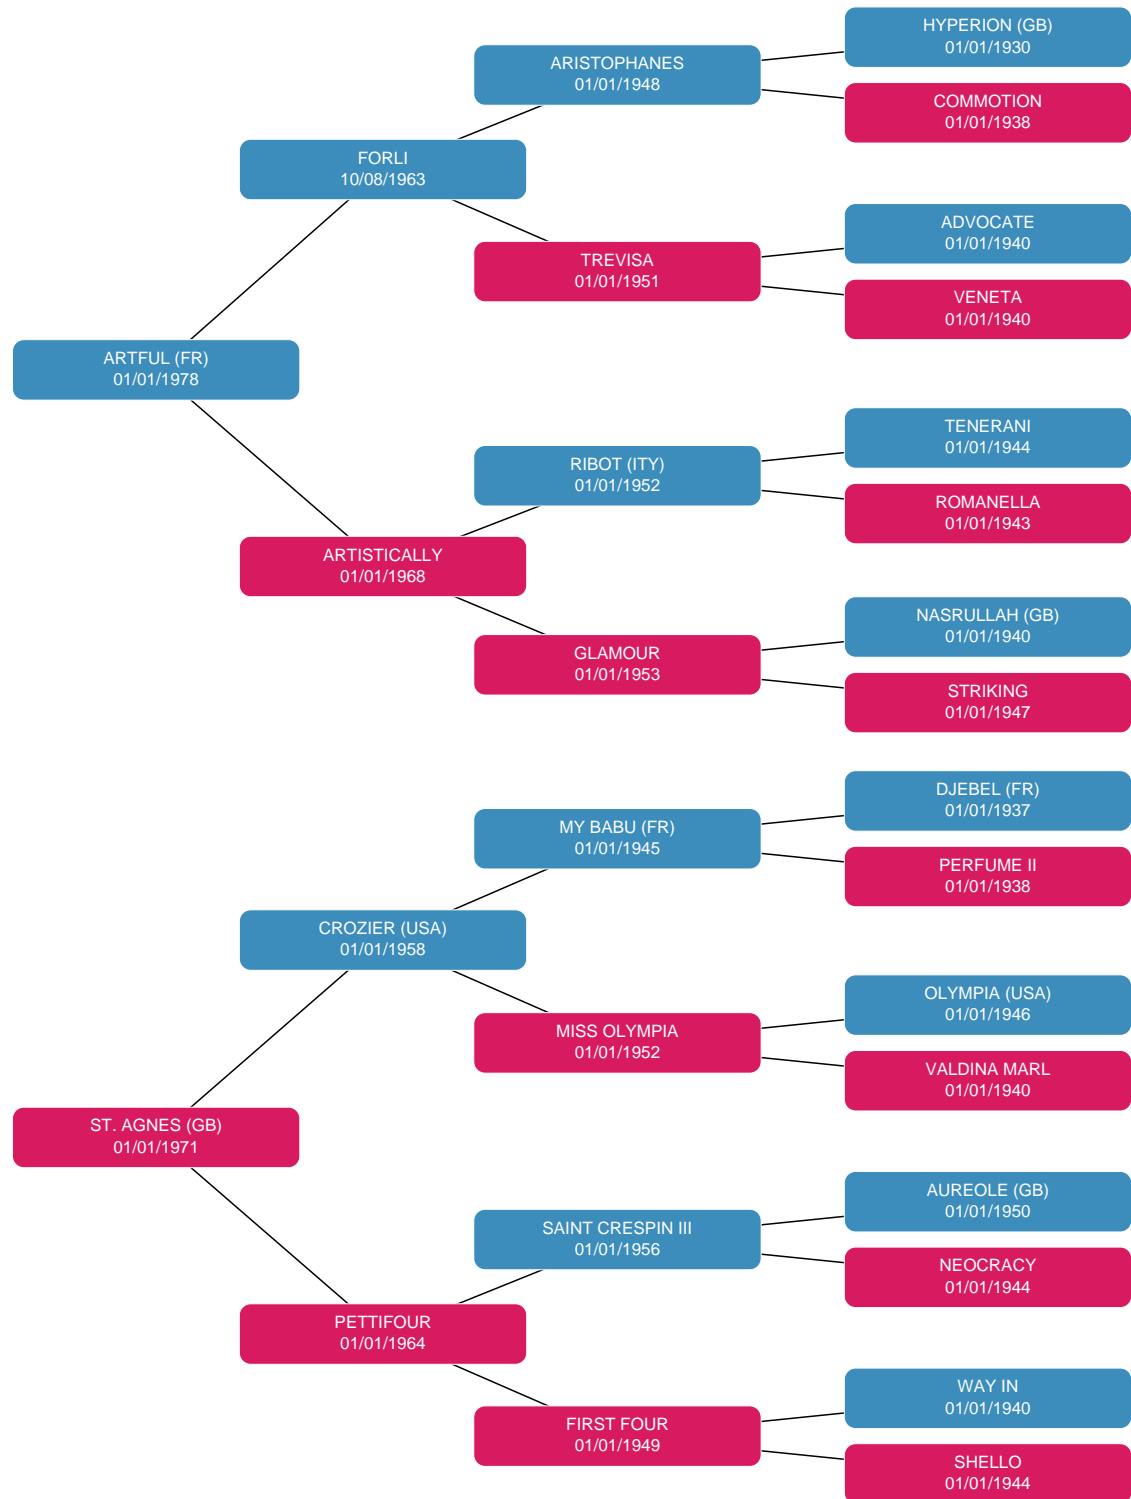 HYPERION (GB)
01/01/1930
ARISTOPHANES
01/01/1948
COMMOTION
01/01/1938
FORLI
10/08/1963
ADVOCATE
01/01/1940
TREVISA
01/01/1951
VENETA
01/01/1940
ARTFUL (FR)
01/01/1978
TENERANI
01/01/1944
RIBOT (ITY)
01/01/1952
ROMANELLA
01/01/1943
ARTISTICALLY
01/01/1968
NASRULLAH (GB)
01/01/1940
GLAMOUR
01/01/1953
STRIKING
01/01/1947
DJEBEL (FR)
01/01/1937
MY BABU (FR)
01/01/1945
PERFUME II
01/01/1938
CROZIER (USA)
01/01/1958
OLYMPIA (USA)
01/01/1946
MISS OLYMPIA
01/01/1952
VALDINA MARL
01/01/1940
ST. AGNES (GB)
01/01/1971
AUREOLE (GB)
01/01/1950
SAINT CRESPIN III
01/01/1956
NEOCRACY
01/01/1944
PETTIFOUR
01/01/1964
WAY IN
01/01/1940
FIRST FOUR
01/01/1949
SHELLO
01/01/1944